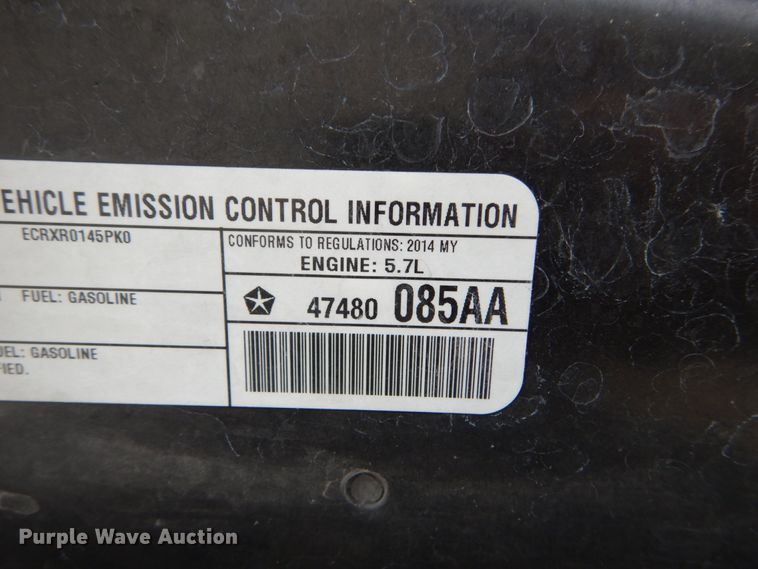 EHICLE EMISSION CONTROL INFORMATION
ECRXR0145PK0
CONFORMS TO REGULATIONS: 2014 MY
ENGINE: 5.7L
FUEL: GASOLINE
47480 085AA
UEL: GASOLINE
FIED.
Purple Wave Auction